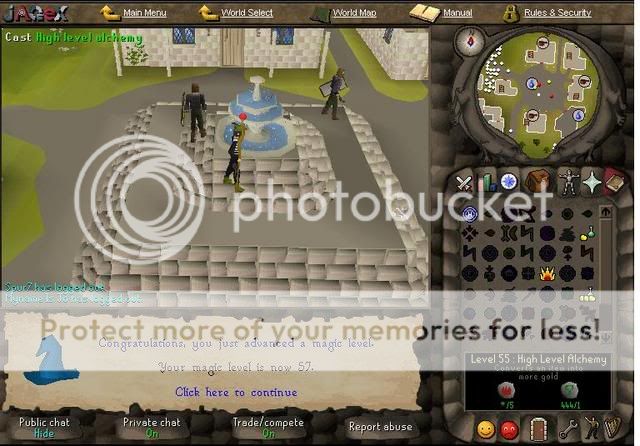 JAGeX
Main Menu
World Select
World Map
Manual
Rules & Security
Cast High level alchemy
photobucket
Protect more of your memories for less!
Congratulations, you just advanced a magic level.
Your magic level is now 57.
Click here to continue
Level 55 : High Level Alchemy
Converts an item into
more gold
*/5
444/1
Public chat
Hide
Private chat
On
Trade/compete
On
Report abuse